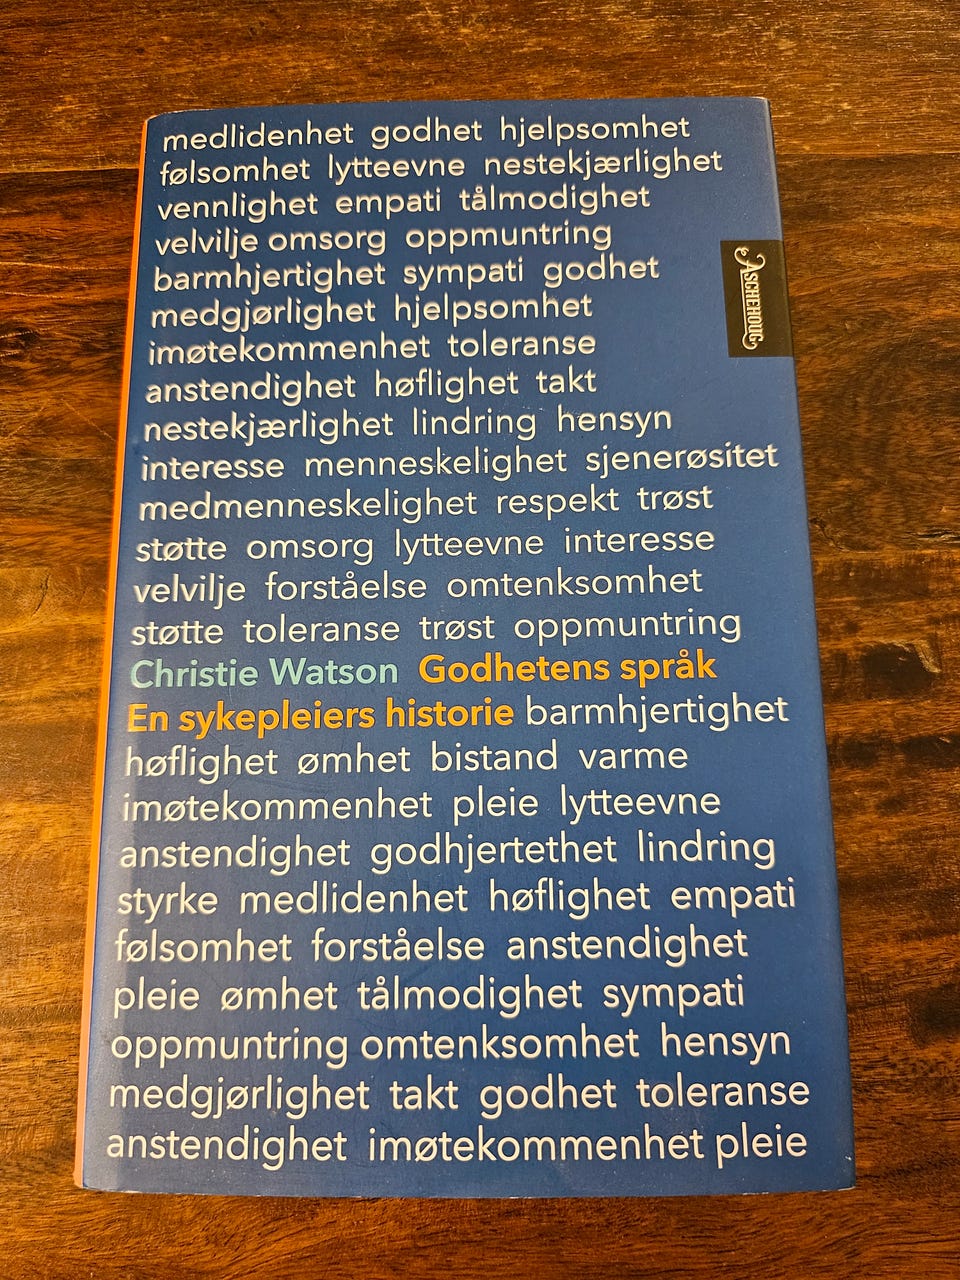 medlidenhet godhet hjelpsomhet
følsomhet lytteevne nestekjærlighet
vennlighet empati tålmodighet
velvilje omsorg oppmuntring
barmhjertighet sympati godhet
medgjørlighet hjelpsomhet
imøtekommenhet toleranse
anstendighet høflighet takt
nestekjærlighet lindring hensyn
interesse menneskelighet sjenerøsitet
medmenneskelighet respekt trøst
støtte omsorg lytteevne interesse
velvilje forståelse omtenksomhet
støtte toleranse trøst oppmuntring
Christie Watson Godhetens språk
En sykepleiers historie barmhjertighet
høflighet ømhet bistand varme
imøtekommenhet pleie lytteevne
anstendighet godhjertethet lindring
styrke medlidenhet høflighet empati
følsomhet forståelse anstendighet
pleie ømhet tålmodighet sympati
oppmuntring omtenksomhet hensyn
medgjørlighet takt godhet toleranse
anstendighet imøtekommenhet pleie
ASCHEHOUG